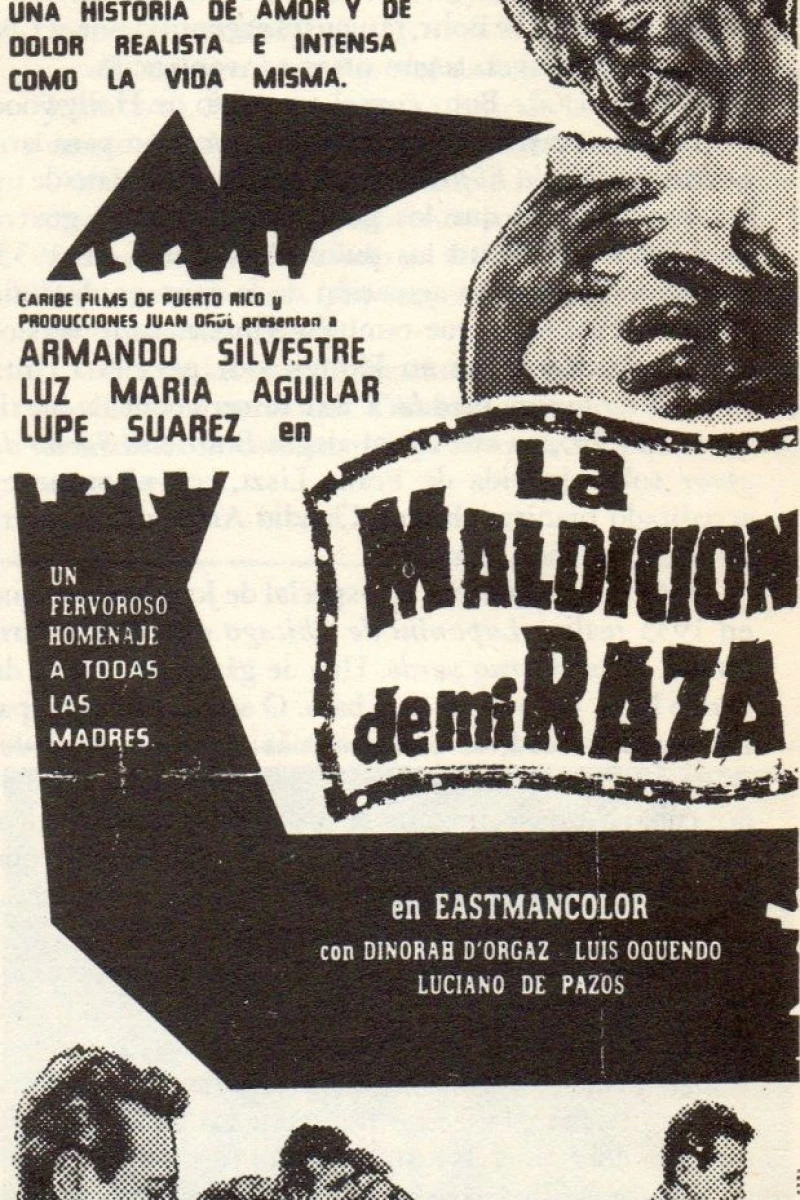 UNA HISTORIA DE AMOR Y DE
DOLOR REALISTA E INTENSA
COMO LA VIDA MISMA.
CARIBE FILMS DE PUERTO RICO y
PRODUCCIONES JUAN OROL presentan a
ARMANDO SILVESTRE
LUZ MARIA AGUILAR
LUPE SUAREZ en
La
MALDICION
de mi RAZA
UN
FERVOROSO
HOMENAJE
A TODAS
LAS
MADRES.
en EASTMANCOLOR
con DINORAH D'ORGAZ LUIS OQUENDO
LUCIANO DE PAZOS